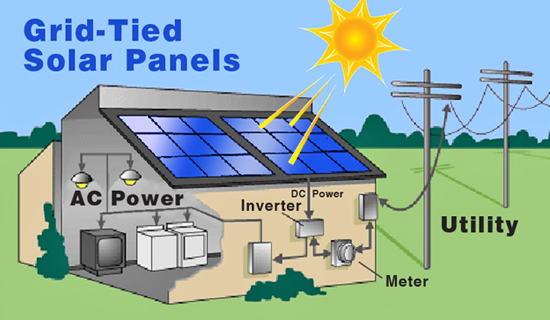 Grid-Tied
Solar Panels
AC Power
DC Power
Inverter
Utility
Meter